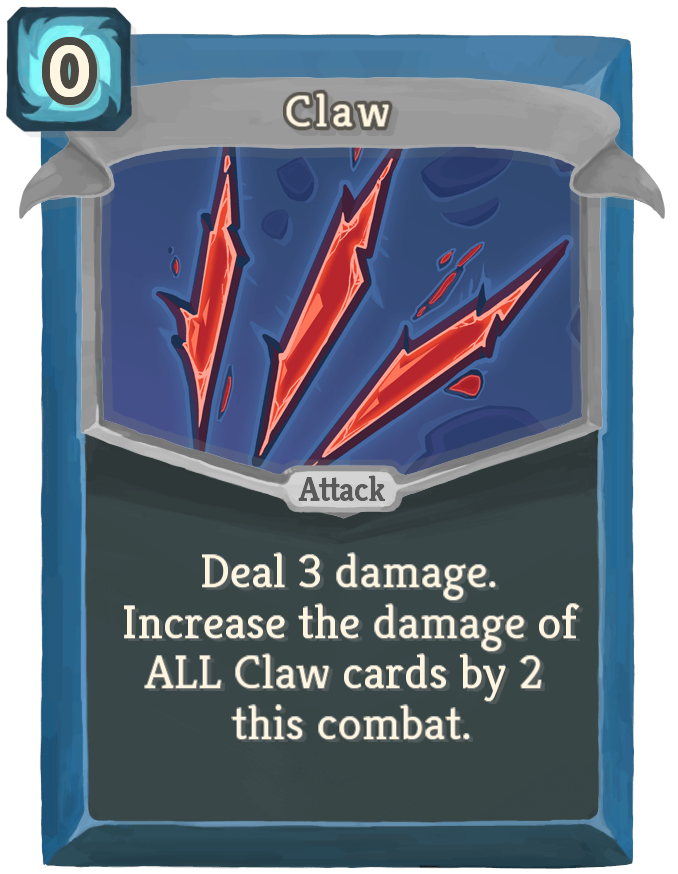 0
Claw
Attack
Deal 3 damage.
Increase the damage of
ALL Claw cards by 2
this combat.